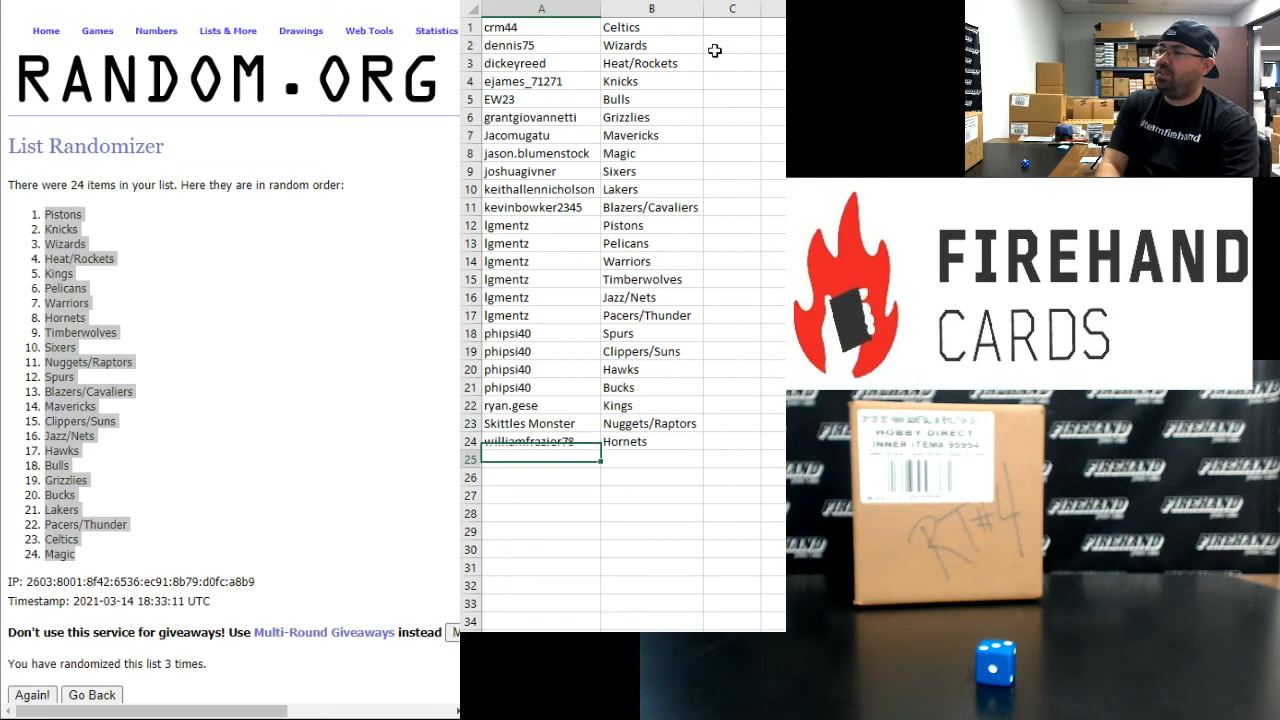 Home Games Numbers Lists & More Drawings Web Tools Statistics
RANDOM.ORG
List Randomizer
There were 24 items in your list. Here they are in random order:
1. Pistons
2. Knicks
3. Wizards
4. Heat/Rockets
5. Kings
6. Pelicans
7. Warriors
8. Hornets
9. Timberwolves
10. Sixers
11. Nuggets/Raptors
12. Spurs
13. Blazers/Cavaliers
14. Mavericks
15. Clippers/Suns
16. Jazz/Nets
17. Hawks
18. Bulls
19. Grizzlies
20. Bucks
21. Lakers
22. Pacers/Thunder
23. Celtics
24. Magic
IP: 2603:8001:8f42:6536:ec91:8b79:d0fc:a8b9
Timestamp: 2021-03-14 18:33:11 UTC
Don't use this service for giveaways! Use Multi-Round Giveaways instead
You have randomized this list 3 times.
Again! Go Back
A B C
1 crm44 Celtics
2 dennis75 Wizards
3 dickeyreed Heat/Rockets
4 ejames_71271 Knicks
5 EW23 Bulls
6 grantgiovannetti Grizzlies
7 Jacomugatu Mavericks
8 jason.blumenstock Magic
9 joshuagivner Sixers
10 keithallennicholson Lakers
11 kevinbowker2345 Blazers/Cavaliers
12 lgmentz Pistons
13 lgmentz Pelicans
14 lgmentz Warriors
15 lgmentz Timberwolves
16 lgmentz Jazz/Nets
17 lgmentz Pacers/Thunder
18 phipsi40 Spurs
19 phipsi40 Clippers/Suns
20 phipsi40 Hawks
21 phipsi40 Bucks
22 ryan.gese Kings
23 Skittles Monster Nuggets/Raptors
24 williamfrazier78 Hornets
25
26
27
28
29
30
31
32
33
34
#teamfirehand
FIREHAND
CARDS
HOBBY DIRECT
INNER ITEM# 95954
RT#4
FIREHAND
FIREHAND
FIREHAND
FIREHAND